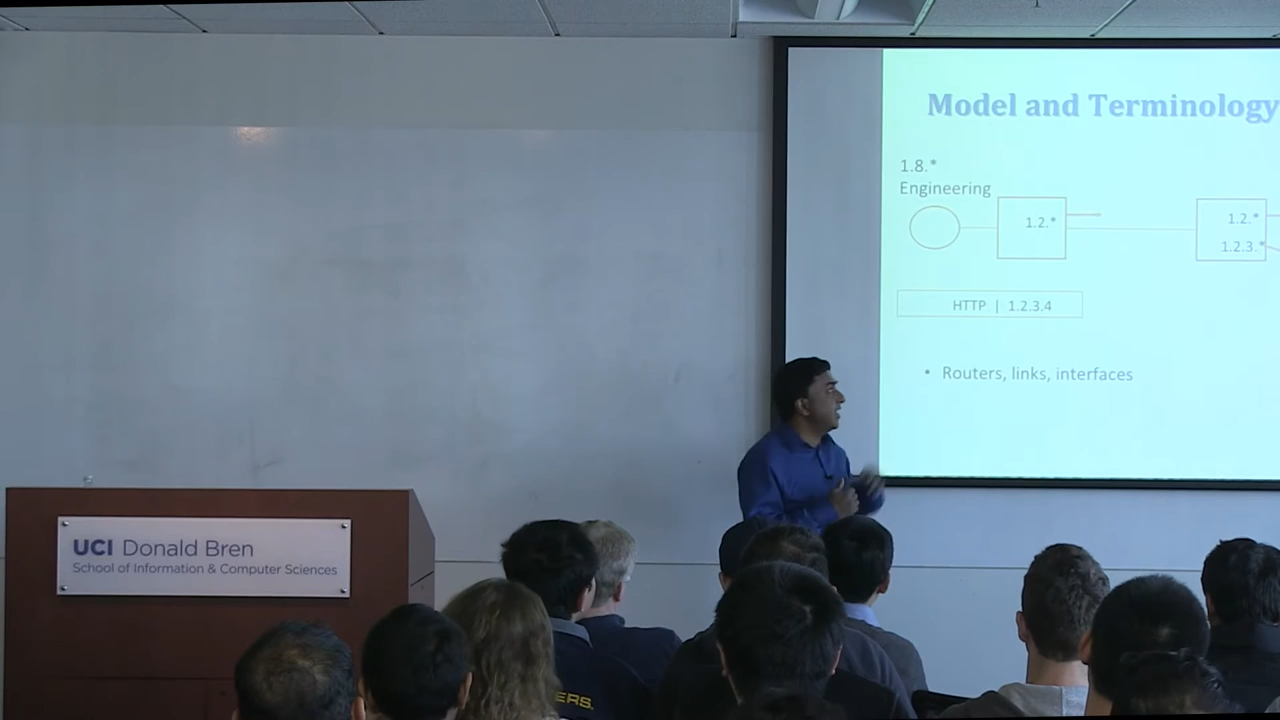 Model and Terminology
1.8.*
Engineering
1.2.*
1.2.*
1.2.3.*
HTTP | 1.2.3.4
• Routers, links, interfaces
UCI Donald Bren
School of Information & Computer Sciences
ERS.